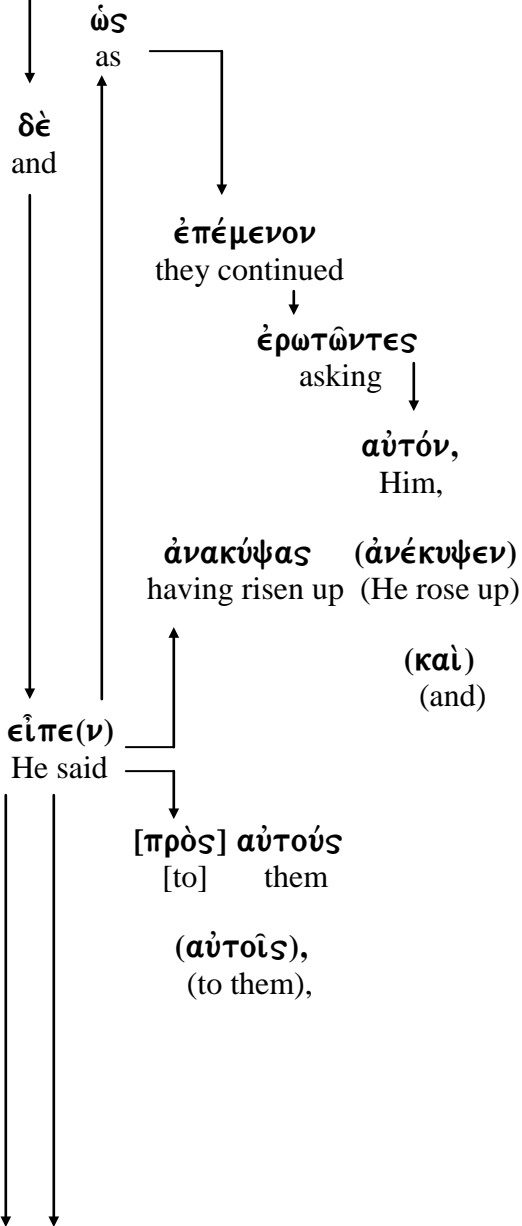 ὡς
as
δὲ
and
ἐπέμενον
they continued
ἐρωτῶντες
asking
αὐτόν,
Him,
ἀνακύψας (ἀνέκυψεν)
having risen up (He rose up)
(καὶ)
(and)
εἶπε(ν)
He said
[πρὸς] αὐτούς
[to] them
(αὐτοῖς),
(to them),